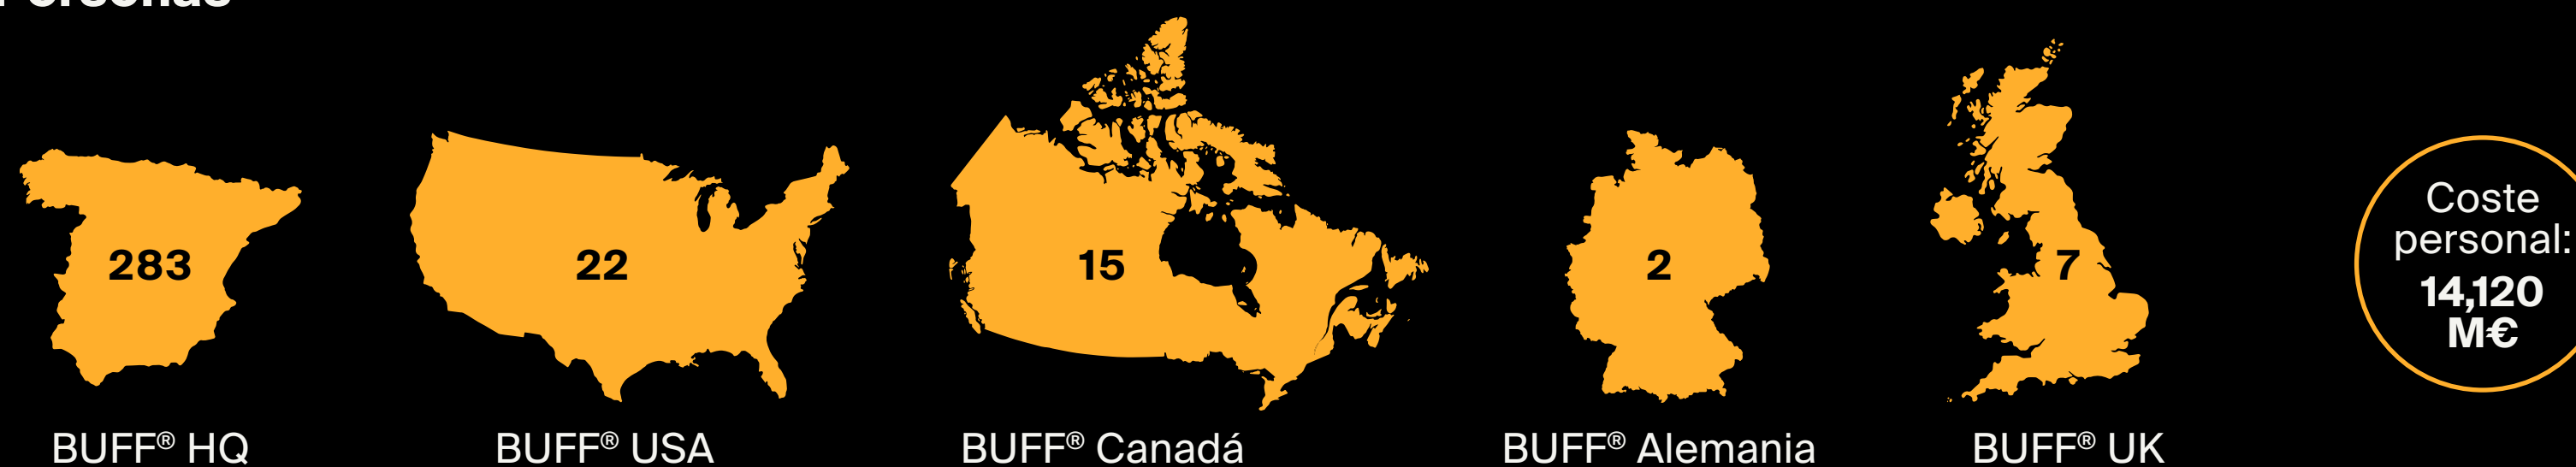 Personas
283
22
15
2
7
Coste
personal:
14,120
M€
BUFF® HQ
BUFF® USA
BUFF® Canadá
BUFF® Alemania
BUFF® UK